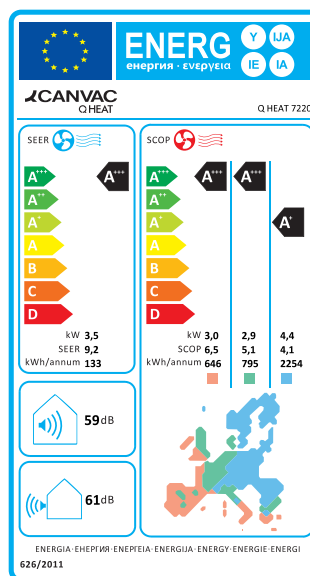 ENERG
енергия · ενεργεια
Y IJA
IE IA
CANVAC
Q HEAT
Q HEAT 7220
SEER
A+++ A+++
A++
A+
A
B
C
D
kW 3,5
SEER 9,2
kWh/annum 133
SCOP
A+++ A+++ A+++
A++
A+ A+
A
B
C
D
kW 3,0 2,9 4,4
SCOP 6,5 5,1 4,1
kWh/annum 646 795 2254
59dB
61dB
ENERGIA·ЕНЕРГИЯ·ΕΝΕΡΓΕΙΑ·ENERGIJA·ENERGY·ENERGIE·ENERGI
626/2011